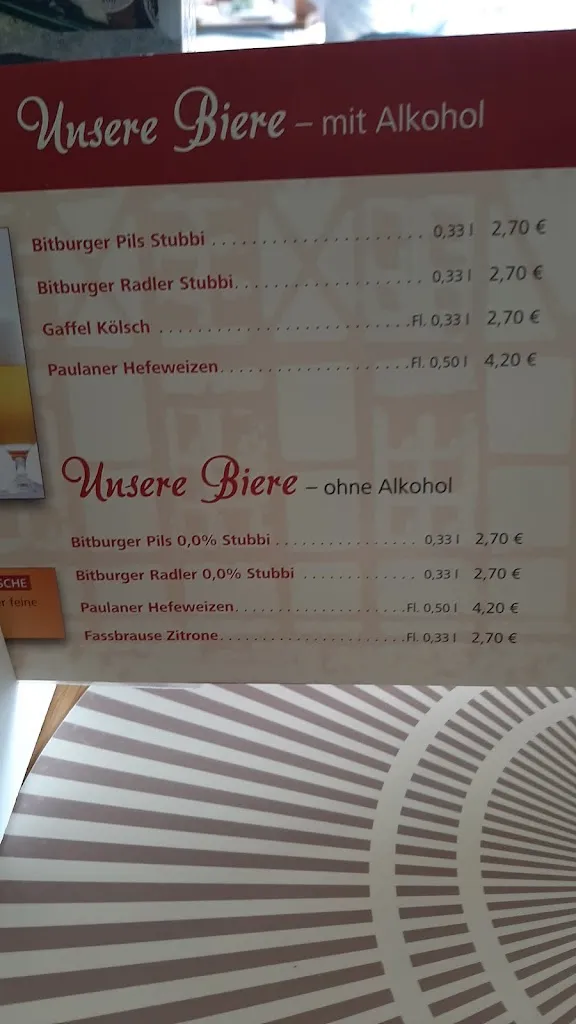 Unsere Biere – mit Alkohol
Bitburger Pils Stubbi ..................... 0,33 l 2,70 €
Bitburger Radler Stubbi.................... 0,33 l 2,70 €
Gaffel Kölsch .........................Fl. 0,33 l 2,70 €
Paulaner Hefeweizen....................Fl. 0,50 l 4,20 €
Unsere Biere – ohne Alkohol
Bitburger Pils 0,0% Stubbi ................ 0,33 l 2,70 €
Bitburger Radler 0,0% Stubbi ............. 0,33 l 2,70 €
SCHE
r feine
Paulaner Hefeweizen......................Fl. 0,50 l 4,20 €
Fassbrause Zitrone........................Fl. 0,33 l 2,70 €